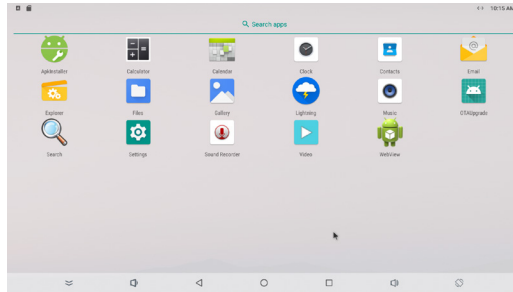 10:15 AM
Search apps
ApkInstaller
Calculator
Calendar
Clock
Contacts
Email
Explorer
Files
Gallery
Lightning
Music
OTAUpgrade
Search
Settings
Sound Recorder
Video
WebView